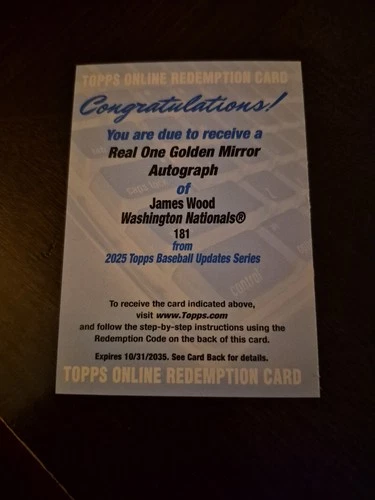 TOPPS ONLINE REDEMPTION CARD
Congratulations!
You are due to receive a
Real One Golden Mirror
Autograph
of
James Wood
Washington Nationals®
181
from
2025 Topps Baseball Updates Series
To receive the card indicated above,
visit www.Topps.com
and follow the step-by-step instructions using the
Redemption Code on the back of this card.
Expires 10/31/2035. See Card Back for details.
TOPPS ONLINE REDEMPTION CARD
control